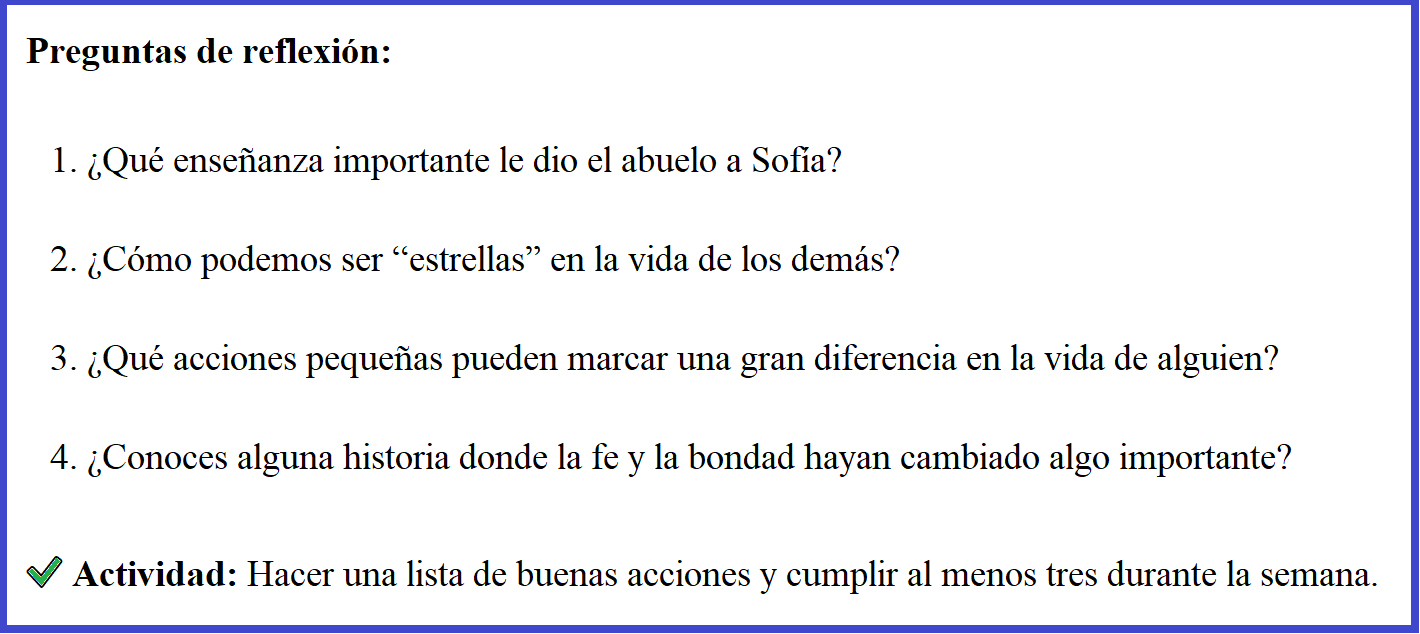 Preguntas de reflexión:
1. ¿Qué enseñanza importante le dio el abuelo a Sofía?
2. ¿Cómo podemos ser “estrellas” en la vida de los demás?
3. ¿Qué acciones pequeñas pueden marcar una gran diferencia en la vida de alguien?
4. ¿Conoces alguna historia donde la fe y la bondad hayan cambiado algo importante?
✔ Actividad: Hacer una lista de buenas acciones y cumplir al menos tres durante la semana.